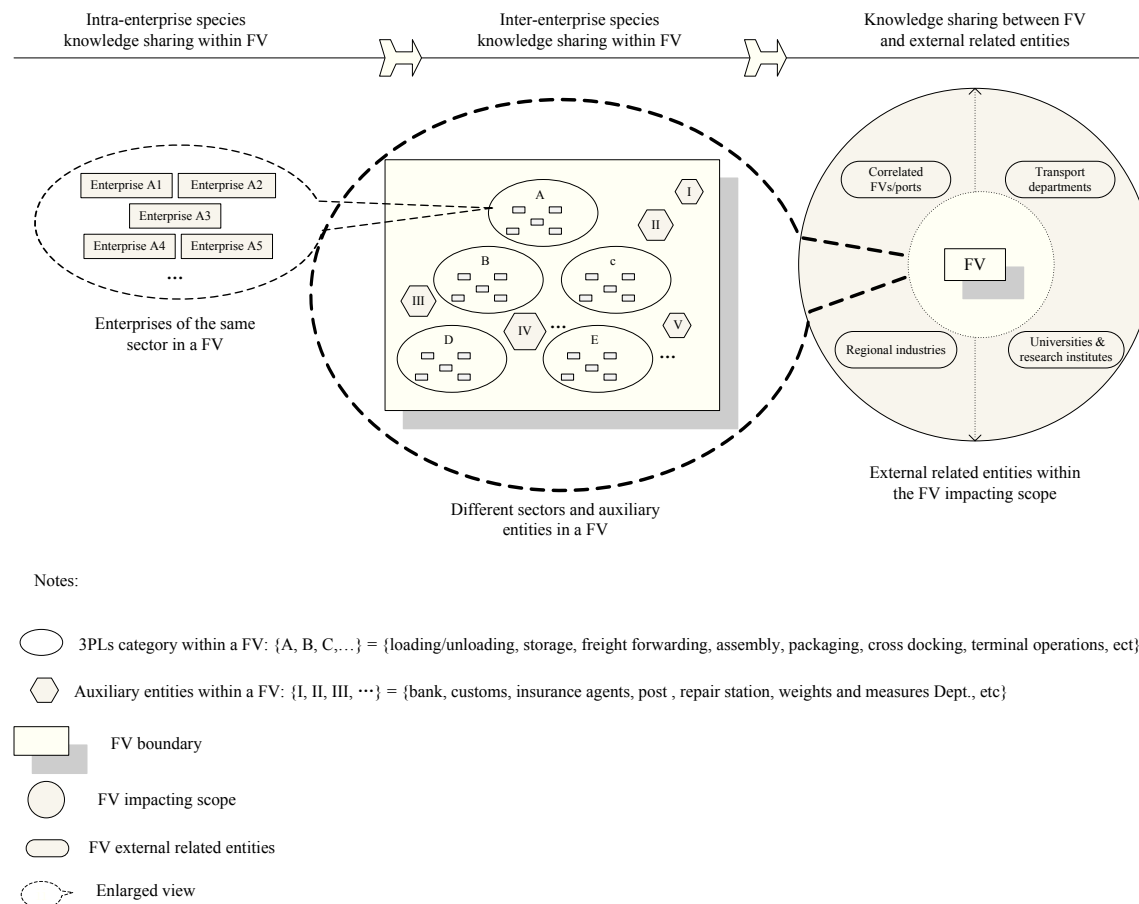 Intra-enterprise species
knowledge sharing within FV
Inter-enterprise species
knowledge sharing within FV
Knowledge sharing between FV
and external related entities
Enterprise A1
Enterprise A2
Enterprise A3
Enterprise A4
Enterprise A5
...
Enterprises of the same
sector in a FV
A
I
II
B
c
III
IV
...
V
D
E
...
Different sectors and auxiliary
entities in a FV
Correlated
FVs/ports
Transport
departments
FV
Regional industries
Universities &
research institutes
External related entities within
the FV impacting scope
Notes:
3PLs category within a FV: {A, B, C,…} = {loading/unloading, storage, freight forwarding, assembly, packaging, cross docking, terminal operations, ect}
Auxiliary entities within a FV: {I, II, III, ···} = {bank, customs, insurance agents, post , repair station, weights and measures Dept., etc}
FV boundary
FV impacting scope
FV external related entities
Enlarged view